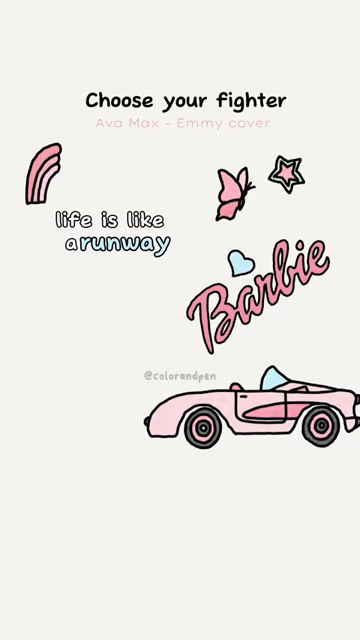 Choose your fighter
Ava Max - Emmy cover
life is like
a runway
Barbie
@colorandpen